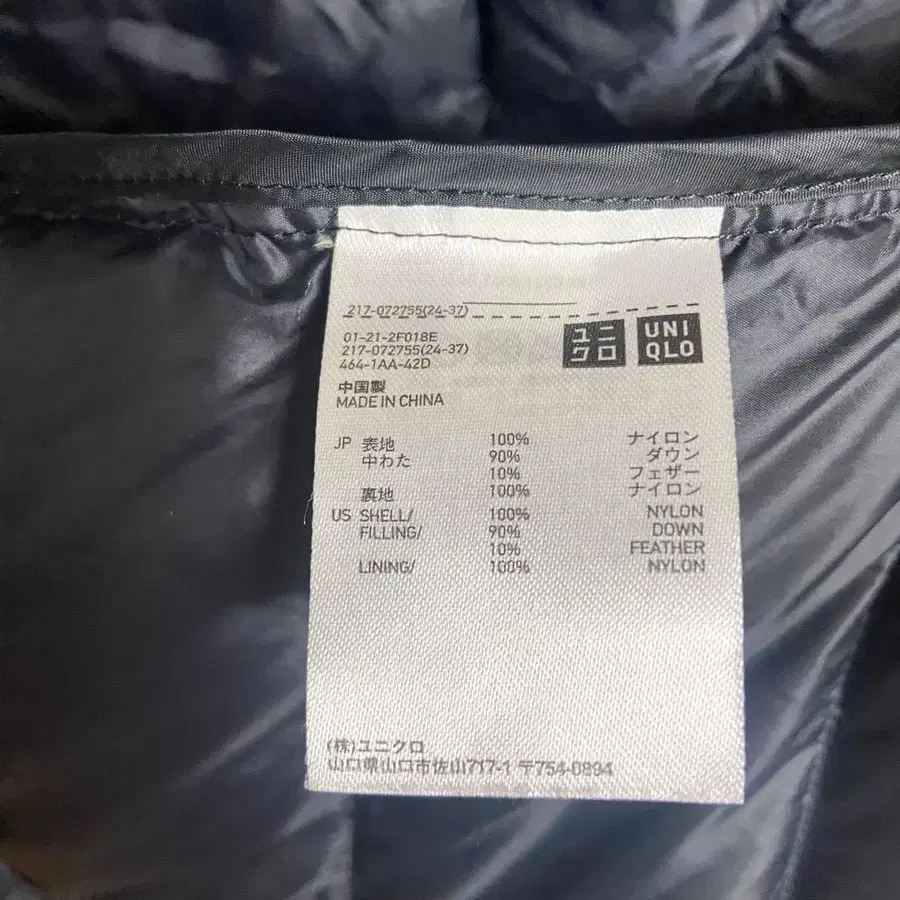 217-072755(24-37)
01-21-2F018E
217-072755(24-37)
464-1AA-42D
ユニクロ
UNIQLO
中国製
MADE IN CHINA
JP 表地 100% ナイロン
中わた 90% ダウン
10% フェザー
裏地 100% ナイロン
US SHELL/ 100% NYLON
FILLING/ 90% DOWN
10% FEATHER
LINING/ 100% NYLON
(株)ユニクロ
山口県山口市佐山717-1 〒754-0894